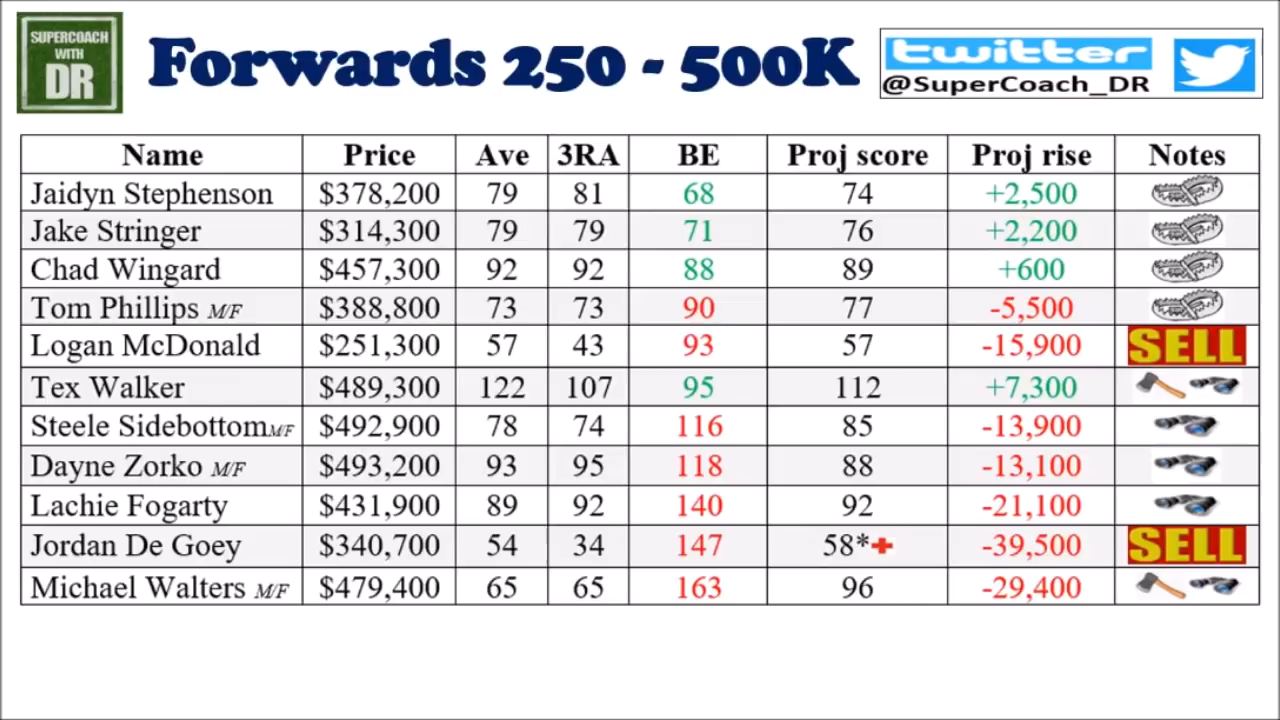 SUPERCOACH
WITH
DR
Forwards 250 - 500K
twitter
@SuperCoach_DR
Name Price Ave 3RA BE Proj score Proj rise Notes
Jaidyn Stephenson $378,200 79 81 68 74 +2,500
Jake Stringer $314,300 79 79 71 76 +2,200
Chad Wingard $457,300 92 92 88 89 +600
Tom Phillips M/F $388,800 73 73 90 77 -5,500
Logan McDonald $251,300 57 43 93 57 -15,900 SELL
Tex Walker $489,300 122 107 95 112 +7,300
Steele Sidebottom M/F $492,900 78 74 116 85 -13,900
Dayne Zorko M/F $493,200 93 95 118 88 -13,100
Lachie Fogarty $431,900 89 92 140 92 -21,100
Jordan De Goey $340,700 54 34 147 58* -39,500 SELL
Michael Walters M/F $479,400 65 65 163 96 -29,400